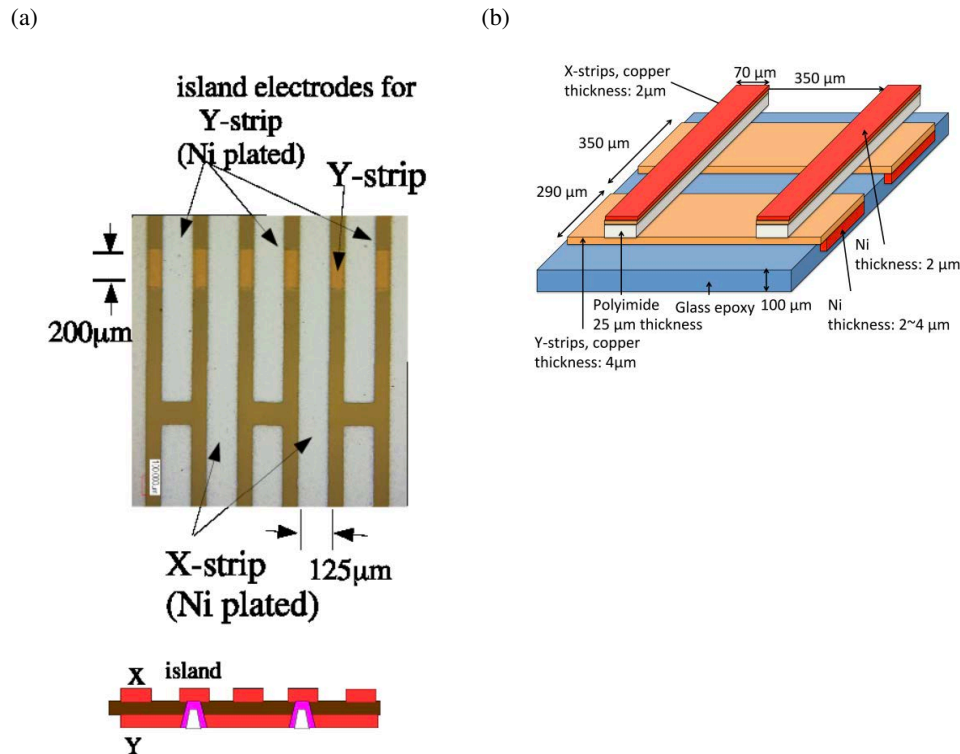 (a)
island electrodes for
Y-strip
(Ni plated)
Y-strip
200μm
X-strip
(Ni plated)
125μm
X
island
Y
(b)
X-strips, copper
thickness: 2μm
70 μm
350 μm
350 μm
290 μm
Ni
thickness: 2 μm
Polyimide
25 μm thickness
Glass epoxy
100 μm
Ni
thickness: 2~4 μm
Y-strips, copper
thickness: 4μm